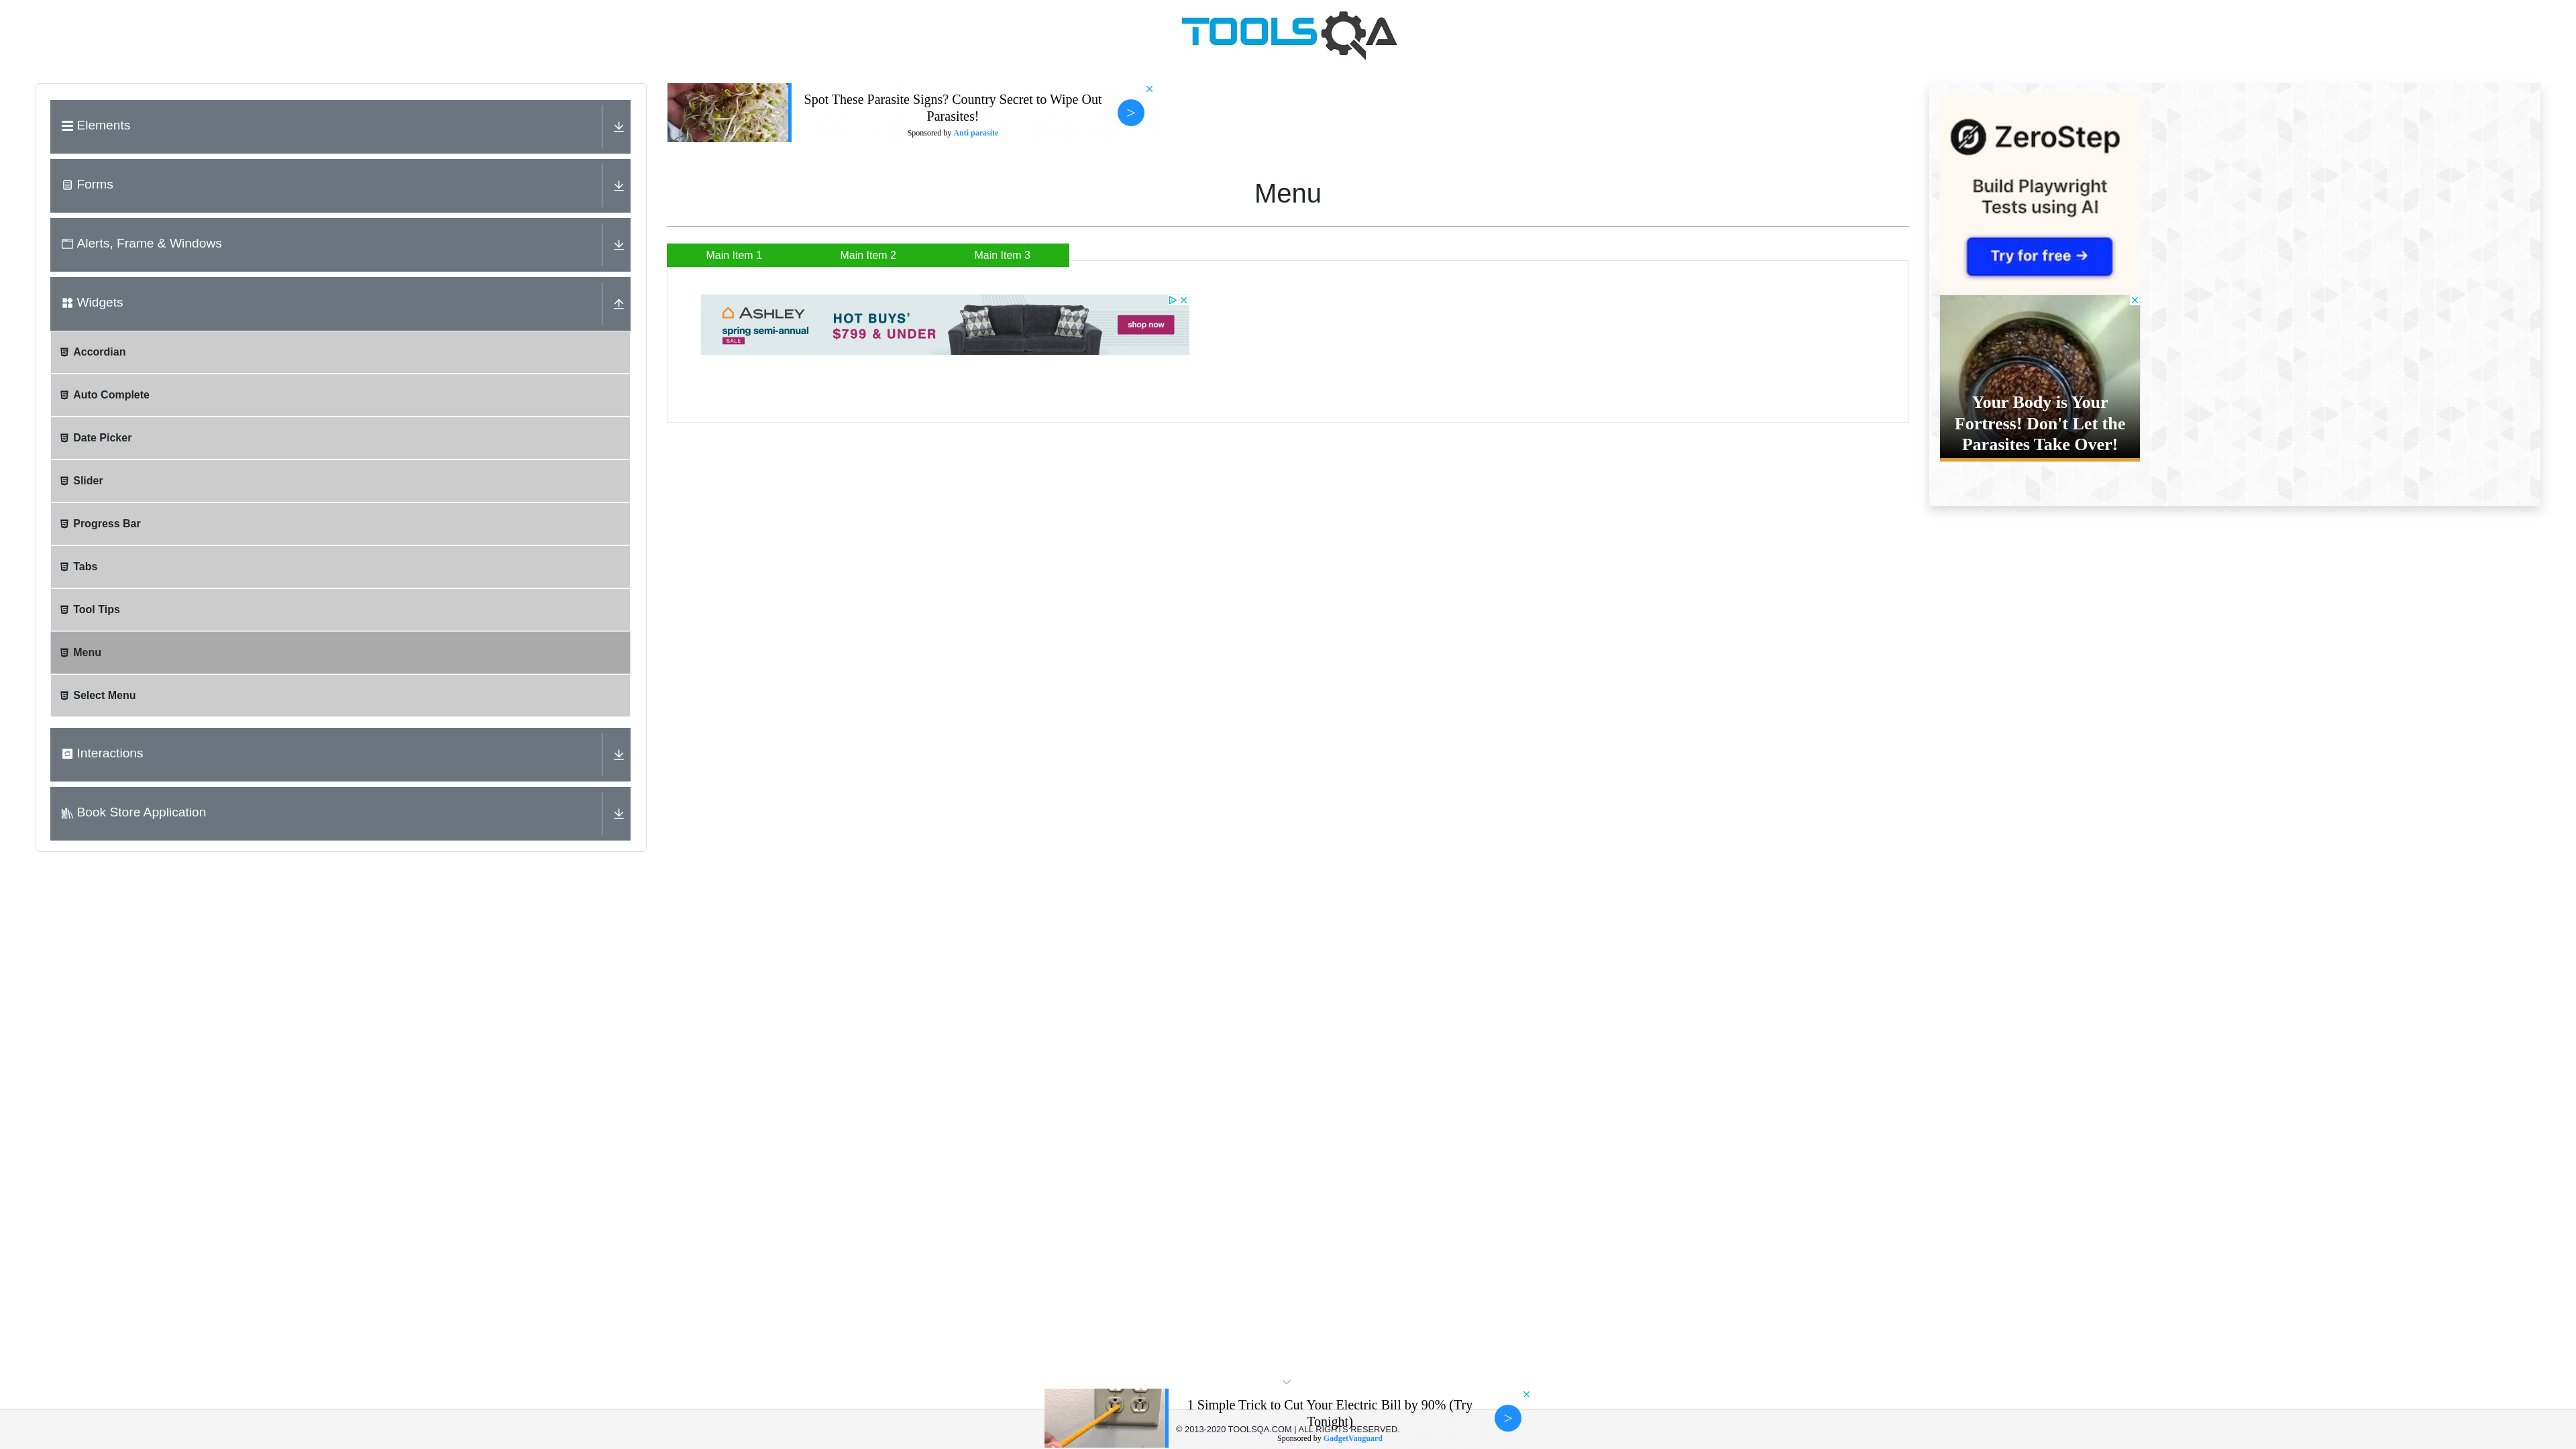 TOOLSQA
Elements
Forms
Alerts, Frame & Windows
Widgets
Accordian
Auto Complete
Date Picker
Slider
Progress Bar
Tabs
Tool Tips
Menu
Select Menu
Interactions
Book Store Application
Spot These Parasite Signs? Country Secret to Wipe Out
Parasites!
Sponsored by Anti parasite
>
Menu
Main Item 1 Main Item 2 Main Item 3
ASHLEY
spring semi-annual
SALE
HOT BUYS'
$799 & UNDER
shop now
ZeroStep
Build Playwright
Tests using AI
Try for free →
Your Body is Your
Fortress! Don't Let the
Parasites Take Over!
1 Simple Trick to Cut Your Electric Bill by 90% (Try
Tonight)
>
© 2013-2020 TOOLSQA.COM | ALL RIGHTS RESERVED.
Sponsored by GadgetVanguard